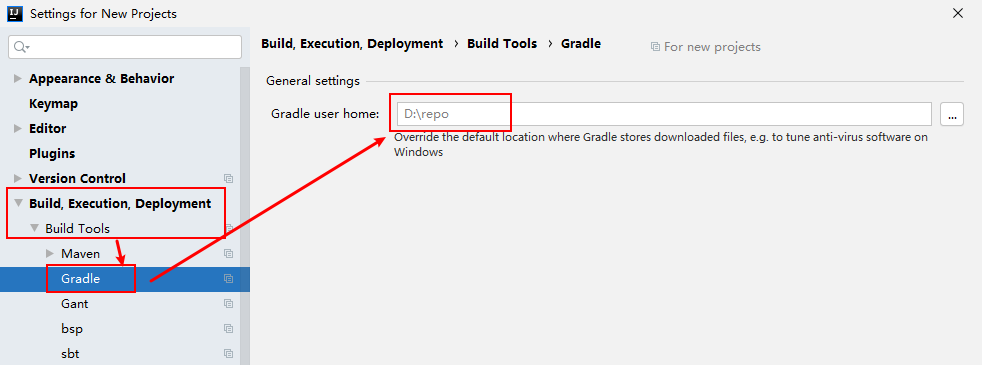 IJ
Settings for New Projects
Appearance & Behavior
Keymap
Editor
Plugins
Version Control
Build, Execution, Deployment
Build Tools
Maven
Gradle
Gant
bsp
sbt
Build, Execution, Deployment › Build Tools › Gradle
For new projects
General settings
Gradle user home:
D:\repo
...
Override the default location where Gradle stores downloaded files, e.g. to tune anti-virus software on
Windows